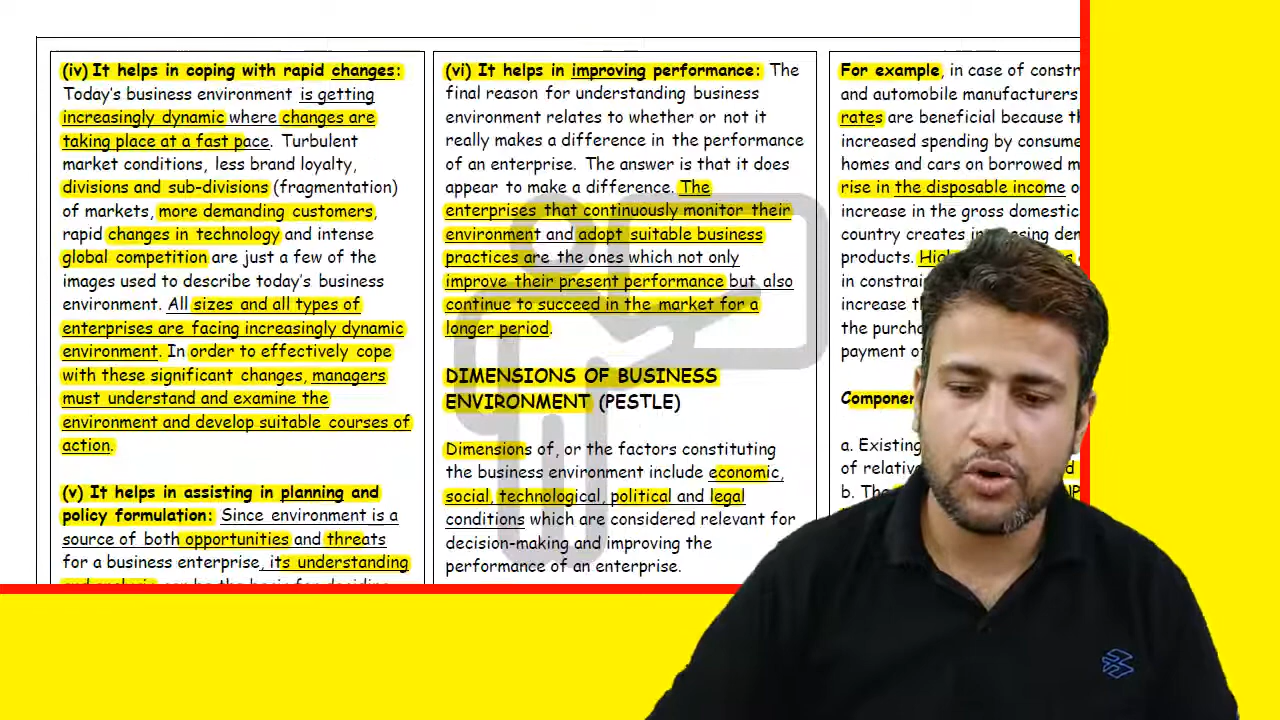 (iv) It helps in coping with rapid changes:
Today's business environment is getting
increasingly dynamic where changes are
taking place at a fast pace. Turbulent
market conditions, less brand loyalty,
divisions and sub-divisions (fragmentation)
of markets, more demanding customers,
rapid changes in technology and intense
global competition are just a few of the
images used to describe today's business
environment. All sizes and all types of
enterprises are facing increasingly dynamic
environment. In order to effectively cope
with these significant changes, managers
must understand and examine the
environment and develop suitable courses of
action.
(v) It helps in assisting in planning and
policy formulation: Since environment is a
source of both opportunities and threats
for a business enterprise, its understanding
(vi) It helps in improving performance: The
final reason for understanding business
environment relates to whether or not it
really makes a difference in the performance
of an enterprise. The answer is that it does
appear to make a difference. The
enterprises that continuously monitor their
environment and adopt suitable business
practices are the ones which not only
improve their present performance but also
continue to succeed in the market for a
longer period.
DIMENSIONS OF BUSINESS
ENVIRONMENT (PESTLE)
Dimensions of, or the factors constituting
the business environment include economic,
social, technological, political and legal
conditions which are considered relevant for
decision-making and improving the
performance of an enterprise.
For example, in case of
and automobile manufacturers
rates are beneficial because
increased spending by
homes and cars on borrowed
rise in the disposable income
increase in the gross domestic
country creates
products.
in
increase
the
payment
a. Existing
of
b. The